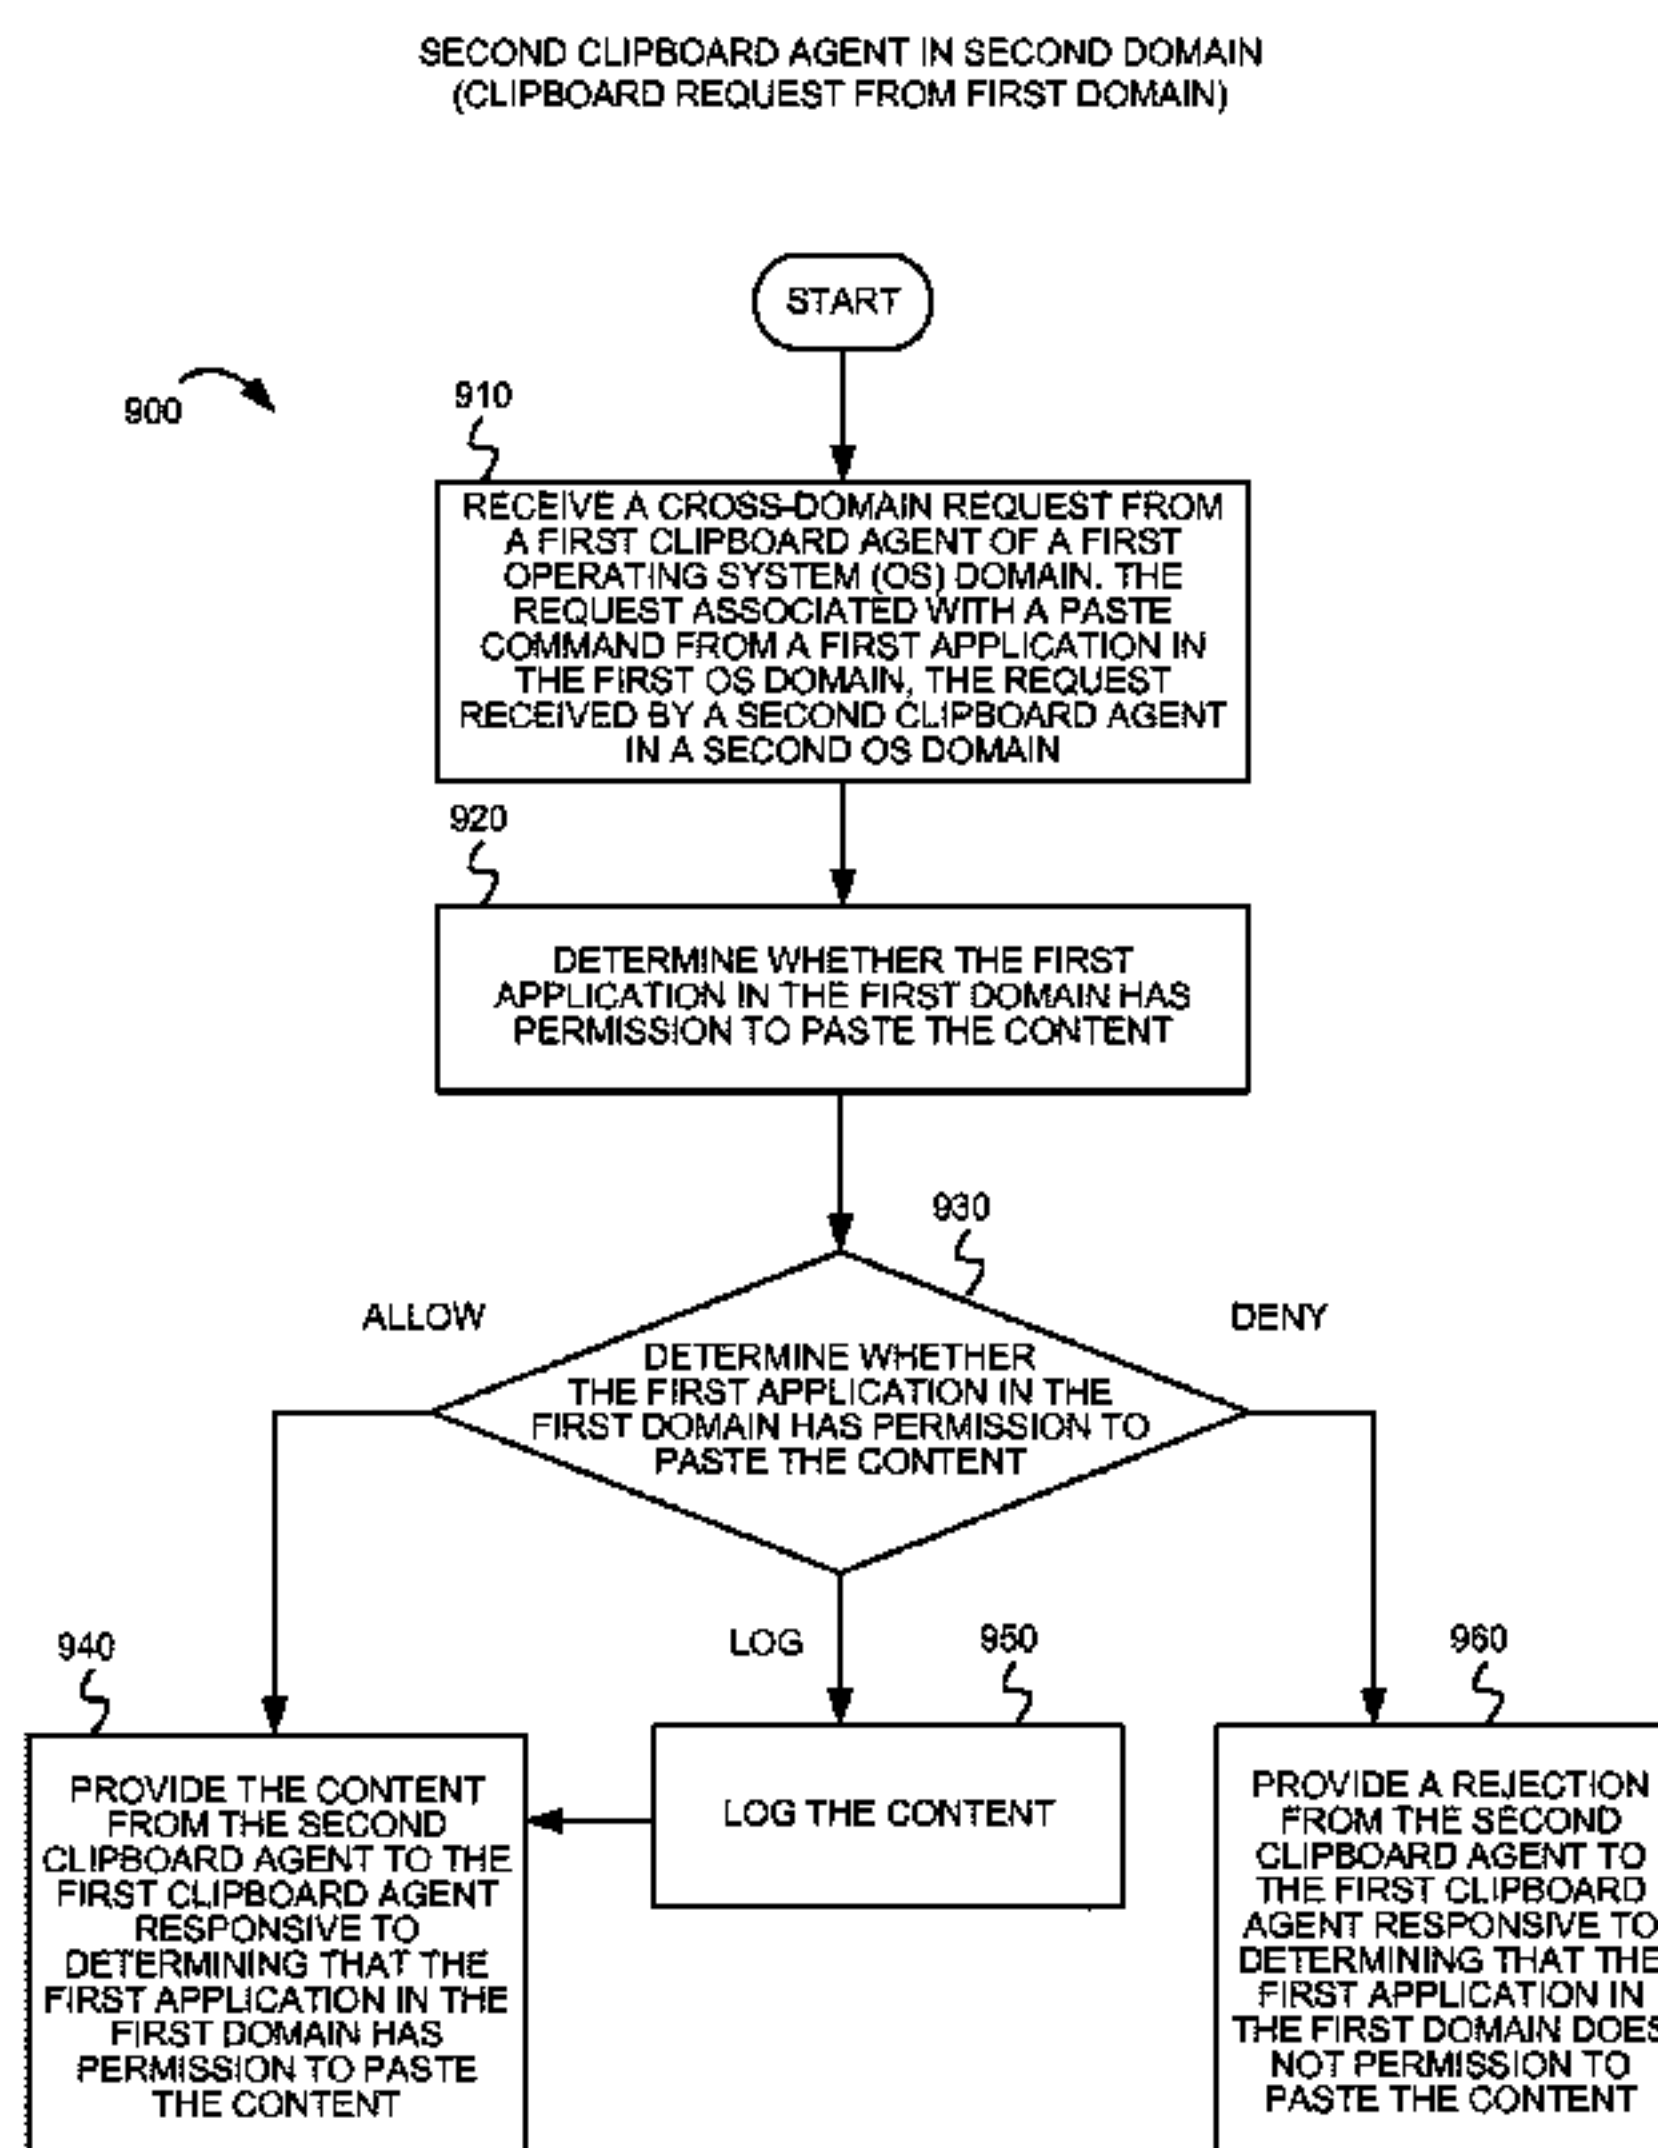 SECOND CLIPBOARD AGENT IN SECOND DOMAIN
(CLIPBOARD REQUEST FROM FIRST DOMAIN)
START
900
910
RECEIVE A CROSS-DOMAIN REQUEST FROM
A FIRST CLIPBOARD AGENT OF A FIRST
OPERATING SYSTEM (OS) DOMAIN. THE
REQUEST ASSOCIATED WITH A PASTE
COMMAND FROM A FIRST APPLICATION IN
THE FIRST OS DOMAIN, THE REQUEST
RECEIVED BY A SECOND CLIPBOARD AGENT
IN A SECOND OS DOMAIN
920
DETERMINE WHETHER THE FIRST
APPLICATION IN THE FIRST DOMAIN HAS
PERMISSION TO PASTE THE CONTENT
930
ALLOW
DENY
DETERMINE WHETHER
THE FIRST APPLICATION IN THE
FIRST DOMAIN HAS PERMISSION TO
PASTE THE CONTENT
LOG
940
PROVIDE THE CONTENT
FROM THE SECOND
CLIPBOARD AGENT TO THE
FIRST CLIPBOARD AGENT
RESPONSIVE TO
DETERMINING THAT THE
FIRST APPLICATION IN THE
FIRST DOMAIN HAS
PERMISSION TO PASTE
THE CONTENT
950
LOG THE CONTENT
960
PROVIDE A REJECTION
FROM THE SECOND
CLIPBOARD AGENT TO
THE FIRST CLIPBOARD
AGENT RESPONSIVE TO
DETERMINING THAT THE
FIRST APPLICATION IN
THE FIRST DOMAIN DOES
NOT PERMISSION TO
PASTE THE CONTENT